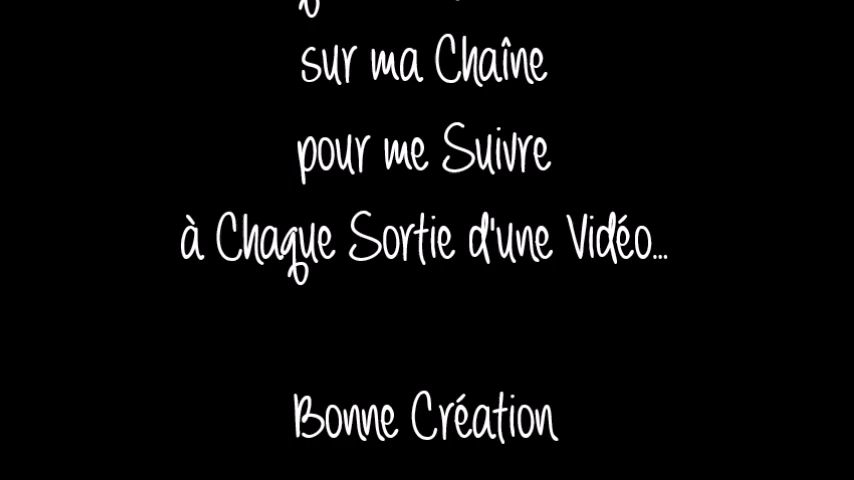 sur ma Chaîne
pour me Suivre
à Chaque Sortie d'une Vidéo...
Bonne Création